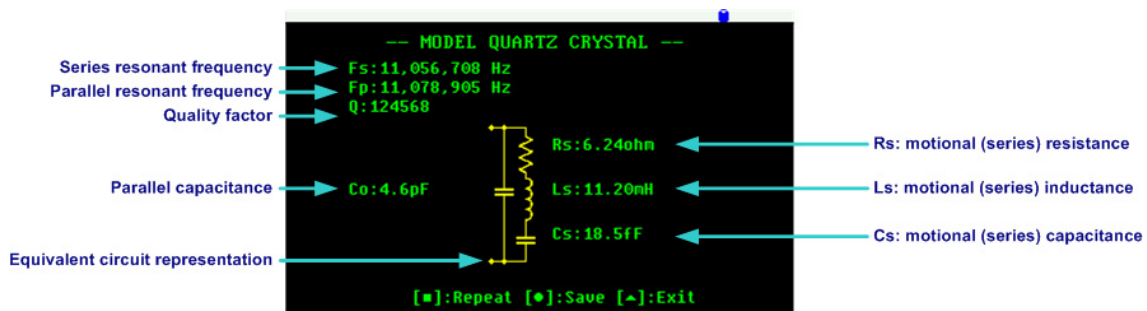 -- MODEL QUARTZ CRYSTAL --
Series resonant frequency
Fs:11,056,708 Hz
Parallel resonant frequency
Fp:11,078,905 Hz
Quality factor
Q:124568
Rs:6.24ohm
Rs: motional (series) resistance
Parallel capacitance
Co:4.6pF
Ls:11.20mH
Ls: motional (series) inductance
Cs:18.5fF
Cs: motional (series) capacitance
Equivalent circuit representation
[■]:Repeat [●]:Save [▲]:Exit